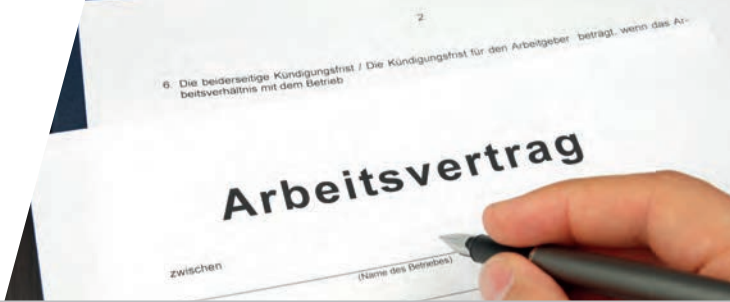 2
6. Die beiderseitige Kündigungsfrist / Die Kündigungsfrist für den Arbeitgeber beträgt, wenn das Ar-
beitsverhältnis mit dem Betrieb
Arbeitsvertrag
zwischen
(Name des Betriebes)